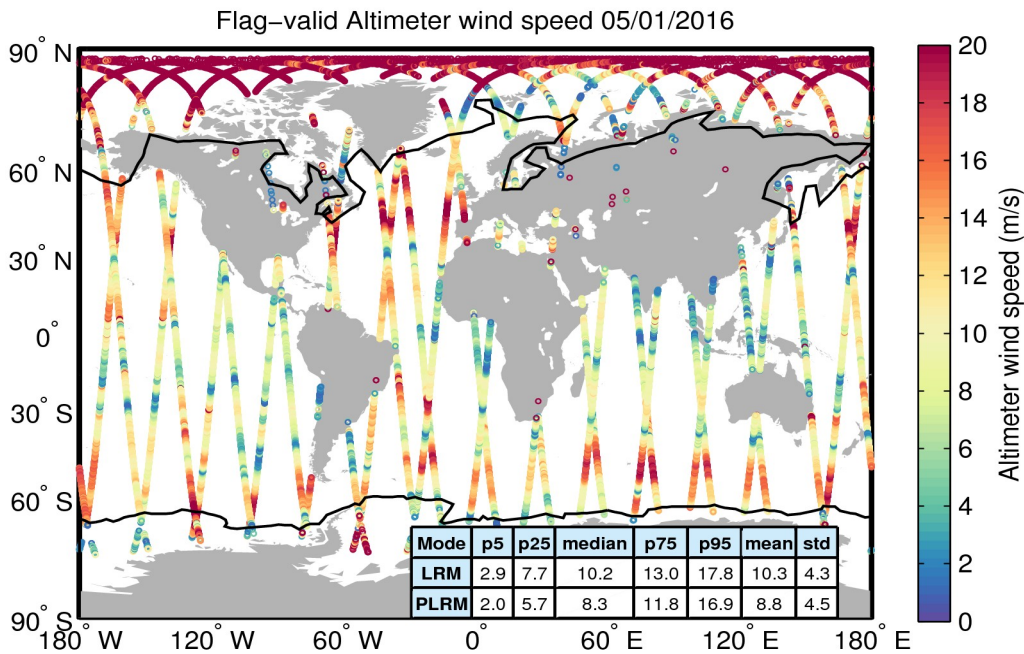 Flag−valid Altimeter wind speed 05/01/2016
90° N
60° N
30° N
0°
30° S
60° S
90° S
180° W
120° W
60° W
0°
60° E
120° E
180° E
Mode p5 p25 median p75 p95 mean std
LRM 2.9 7.7 10.2 13.0 17.8 10.3 4.3
PLRM 2.0 5.7 8.3 11.8 16.9 8.8 4.5
20
18
16
14
12
10
8
6
4
2
0
Altimeter wind speed (m/s)